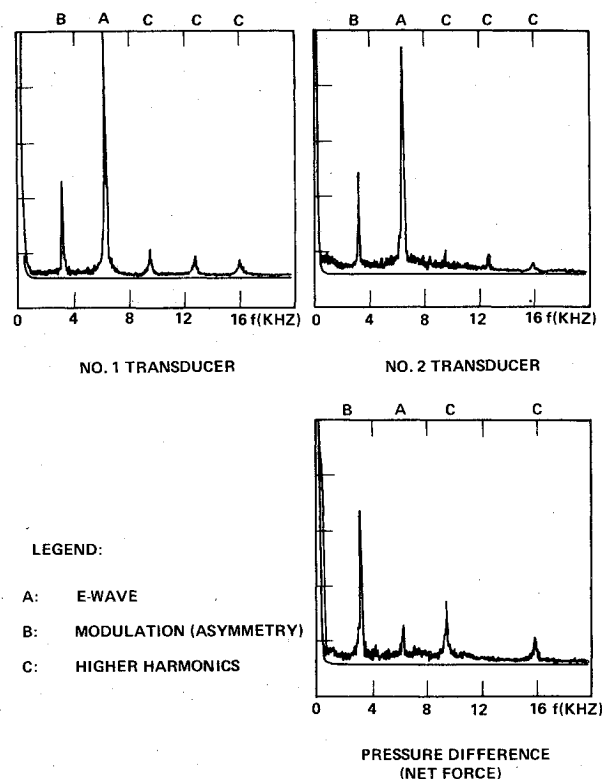 B A C C C
0 4 8 12 16 f(KHZ)
NO. 1 TRANSDUCER
B A C C C
0 4 8 12 16 f(KHZ)
NO. 2 TRANSDUCER
B A C C
0 4 8 12 16 f(KHZ)
PRESSURE DIFFERENCE
(NET FORCE)
LEGEND:
A: E-WAVE
B: MODULATION (ASYMMETRY)
C: HIGHER HARMONICS